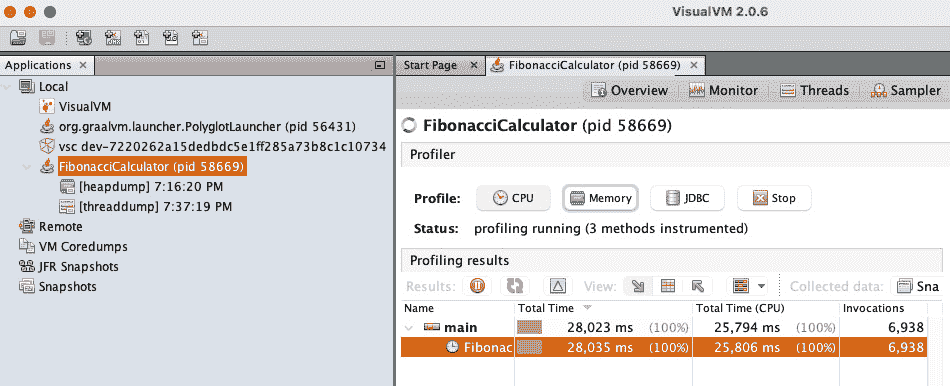 VisualVM 2.0.6
Applications
Local
VisualVM
org.graalvm.launcher.PolyglotLauncher (pid 56431)
vsc dev-7220262a15dedbdc5e1ff285a73b8c1c10734
FibonacciCalculator (pid 58669)
[heapdump] 7:16:20 PM
[threaddump] 7:37:19 PM
Remote
VM Coredumps
JFR Snapshots
Snapshots
Start Page FibonacciCalculator (pid 58669)
Overview Monitor Threads Sampler
FibonacciCalculator (pid 58669)
Profiler
Profile: CPU Memory JDBC Stop
Status: profiling running (3 methods instrumented)
Profiling results
Results: View: Collected data: Sna
Name Total Time Total Time (CPU) Invocations
main 28,023 ms (100%) 25,794 ms (100%) 6,938
Fibonac 28,035 ms (100%) 25,806 ms (100%) 6,938